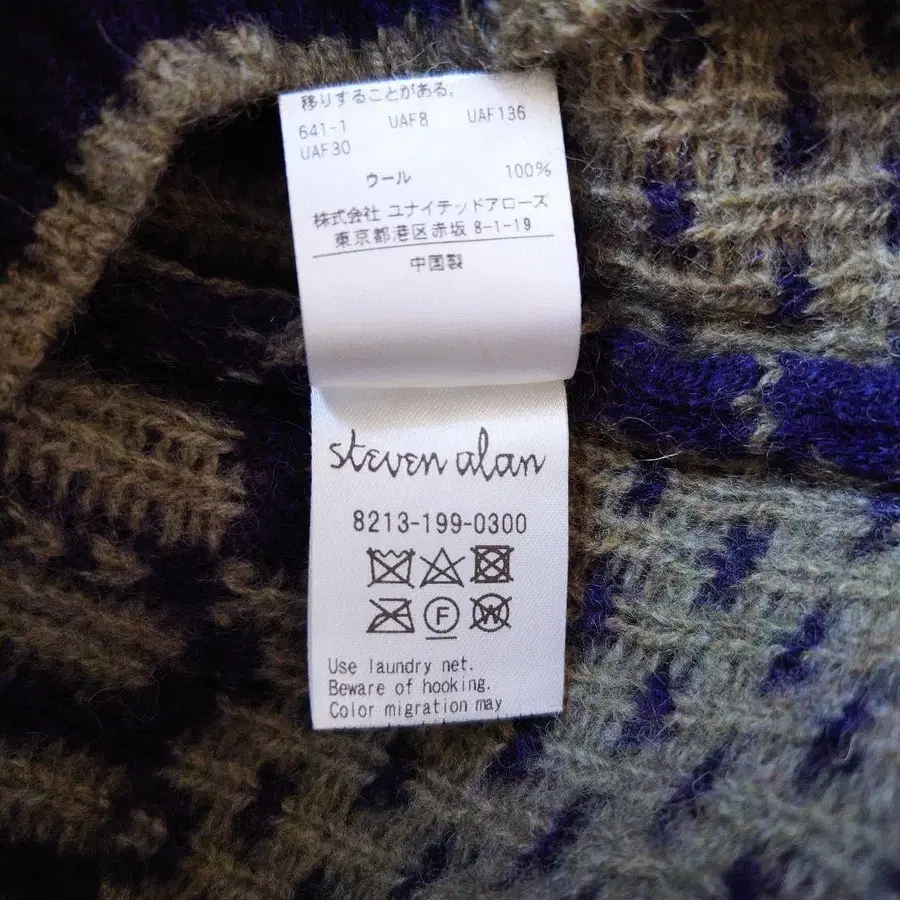 移りすることがある。
641-1 UAF8 UAF136
UAF30
ウール 100%
株式会社 ユナイテッドアローズ
東京都港区赤坂 8-1-19
中国製
steven alan
8213-199-0300
F W
Use laundry net.
Beware of hooking.
Color migration may